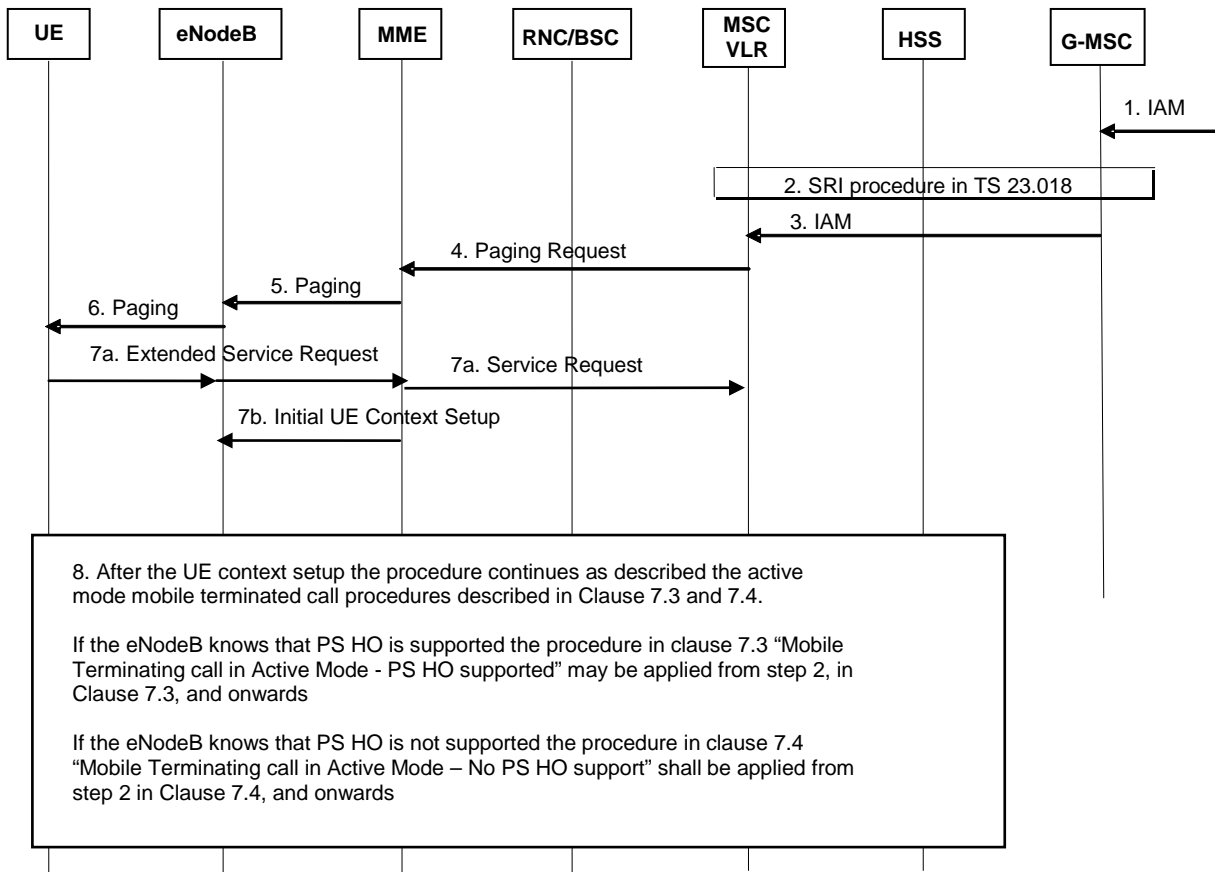 UE
eNodeB
MME
RNC/BSC
MSC
VLR
HSS
G-MSC
1. IAM
2. SRI procedure in TS 23.018
3. IAM
4. Paging Request
5. Paging
6. Paging
7a. Extended Service Request
7a. Service Request
7b. Initial UE Context Setup
8. After the UE context setup the procedure continues as described the active
mode mobile terminated call procedures described in Clause 7.3 and 7.4.
If the eNodeB knows that PS HO is supported the procedure in clause 7.3 “Mobile
Terminating call in Active Mode - PS HO supported” may be applied from step 2, in
Clause 7.3, and onwards
If the eNodeB knows that PS HO is not supported the procedure in clause 7.4
“Mobile Terminating call in Active Mode – No PS HO support” shall be applied from
step 2 in Clause 7.4, and onwards